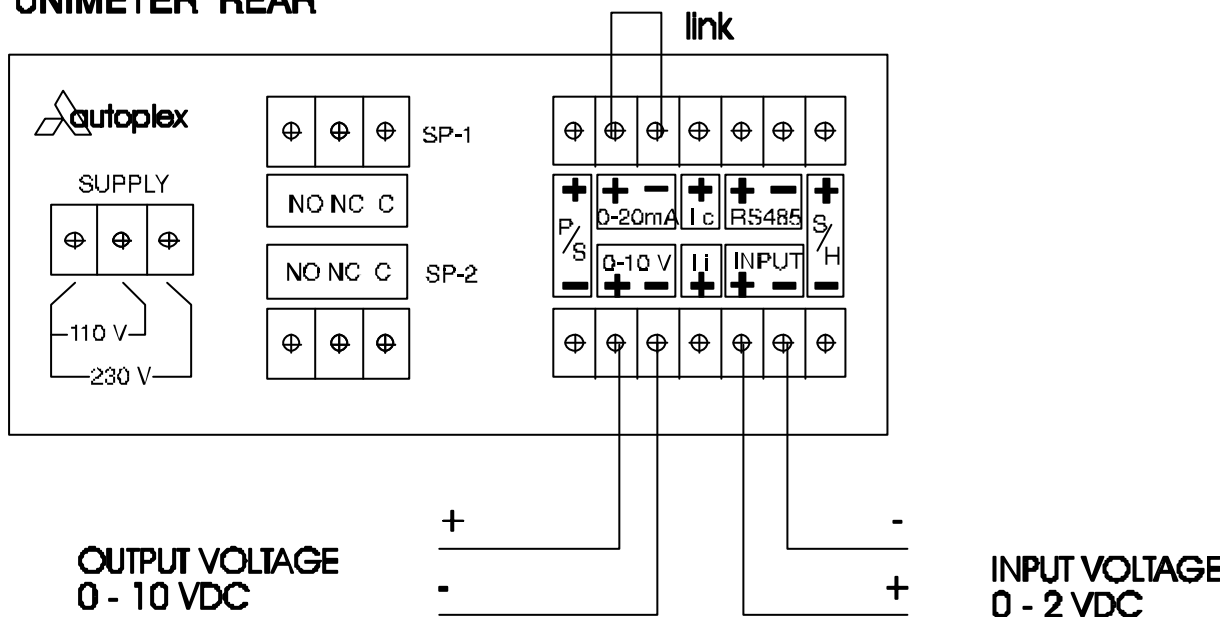 UNIMETER REAR
link
autoplex
SP-1
SUPPLY
NO NC C
+ + - + + - +
P/S 0-20mA Ic RS485 S/H
NO NC C
SP-2
0-10 V Ii INPUT
- + - + + - -
110 V
230 V
+
-
OUTPUT VOLTAGE
0 - 10 VDC
-
+
INPUT VOLTAGE
0 - 2 VDC